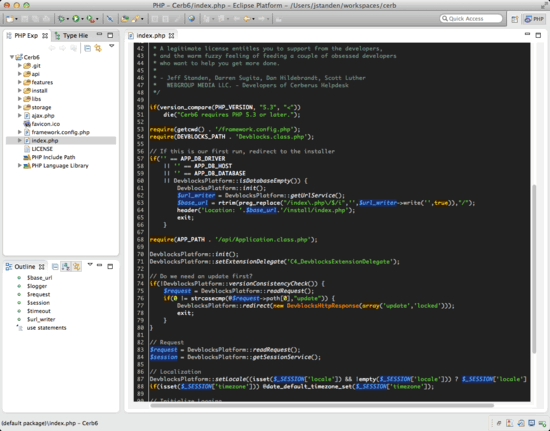 PHP - Cerb6/index.php - Eclipse Platform - /Users/jstanden/workspaces/cerb
Quick Access
PHP
PHP Exp
Type Hie
Cerb6
.git
api
features
install
libs
storage
ajax.php
favicon.ico
framework.config.php
index.php
LICENSE
PHP Include Path
PHP Language Library
Outline
$base_url
$logger
$request
$session
$timeout
$url_writer
use statements
index.php
42 * A legitimate license entitles you to support from the developers,
43 * and the warm fuzzy feeling of feeding a couple of obsessed developers
44 * who want to help you get more done.
45 *
46 * - Jeff Standen, Darren Sugita, Dan Hildebrandt, Scott Luther
47 * WEBGROUP MEDIA LLC. - Developers of Cerberus Helpdesk
48 */
49
50 if(version_compare(PHP_VERSION, "5.3", "<"))
51 die("Cerb6 requires PHP 5.3 or later.");
52
53 require(getcwd() . '/framework.config.php');
54 require(DEVBLOCKS_PATH . 'Devblocks.class.php');
55
56 // If this is our first run, redirect to the installer
57 if('' == APP_DB_DRIVER
58 || '' == APP_DB_HOST
59 || '' == APP_DB_DATABASE
60 || DevblocksPlatform::isDatabaseEmpty()) {
61 DevblocksPlatform::init();
62 $url_writer = DevblocksPlatform::getUrlService();
63 $base_url = rtrim(preg_replace("/index\.php\/$/i",'',$url_writer->write('',true)),"/");
64 header('Location: '.$base_url.'/install/index.php');
65 exit;
66 }
67
68 require(APP_PATH . '/api/Application.class.php');
69
70 DevblocksPlatform::init();
71 DevblocksPlatform::setExtensionDelegate('C4_DevblocksExtensionDelegate');
72
73 // Do we need an update first?
74 if(!DevblocksPlatform::versionConsistencyCheck()) {
75 $request = DevblocksPlatform::readRequest();
76 if(0 != strcasecmp(@$request->path[0],"update")) {
77 DevblocksPlatform::redirect(new DevblocksHttpResponse(array('update','locked')));
78 exit;
79 }
80 }
81
82 // Request
83 $request = DevblocksPlatform::readRequest();
84 $session = DevblocksPlatform::getSessionService();
85
86 // Localization
87 DevblocksPlatform::setLocale((isset($_SESSION['locale']) && !empty($_SESSION['locale'])) ? $_SESSION['locale']
88 if(isset($_SESSION['timezone'])) @date_default_timezone_set($_SESSION['timezone']);
89
(default package)\index.php - Cerb6